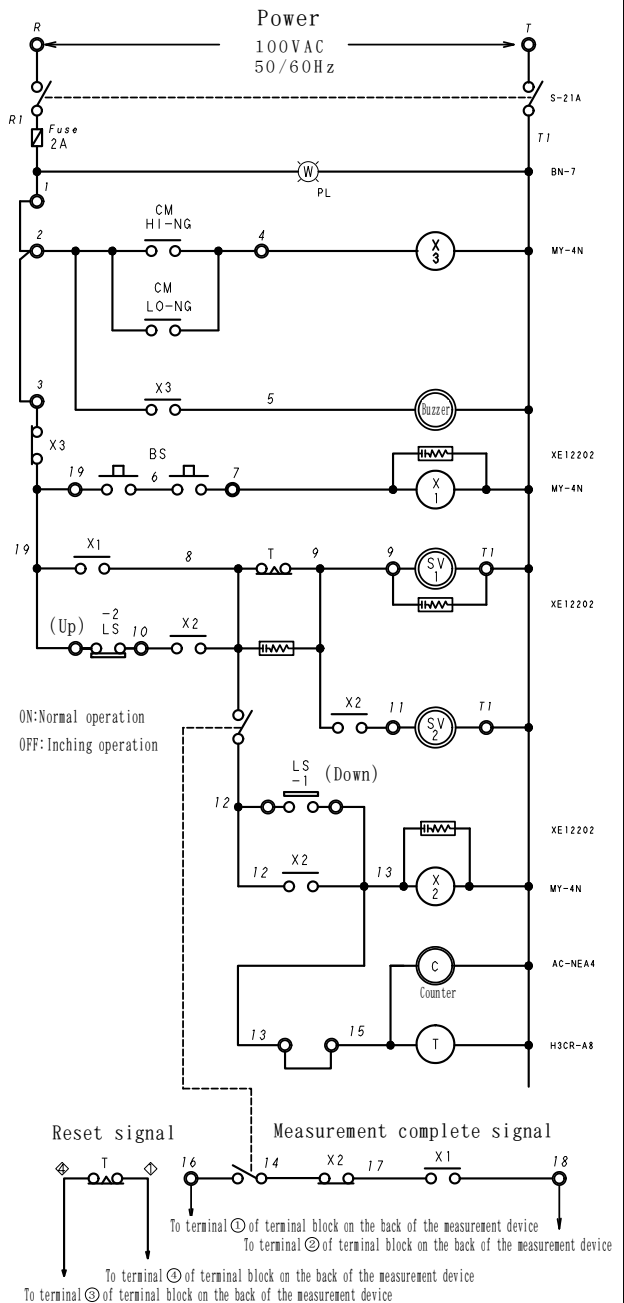 Power
R
T
100VAC
50/60Hz
S-21A
R1
Fuse
2A
T1
W
BN-7
PL
1
CM
HI-NG
2
4
X
3
MY-4N
CM
LO-NG
3
X3
5
Buzzer
X3
BS
XE12202
19
6
7
X
1
MY-4N
19
X1
8
T
9
9
SV
1
T1
XE12202
(Up)
-2
LS
10
X2
X2
11
SV
2
T1
ON:Normal operation
OFF:Inching operation
LS
-1
(Down)
12
XE12202
12
X2
13
X
2
MY-4N
C
AC-NEA4
Counter
13
15
T
H3CR-A8
Reset signal
Measurement complete signal
④
T
①
16
14
X2
17
X1
18
To terminal ① of terminal block on the back of the measurement device
To terminal ② of terminal block on the back of the measurement device
To terminal ④ of terminal block on the back of the measurement device
To terminal ③ of terminal block on the back of the measurement device